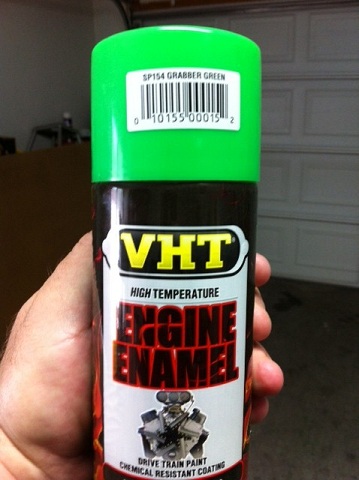 SP154 GRABBER GREEN
0 10155 00015 2
VHT
HIGH TEMPERATURE
ENGINE
ENAMEL
DRIVE TRAIN PAINT
CHEMICAL RESISTANT COATING